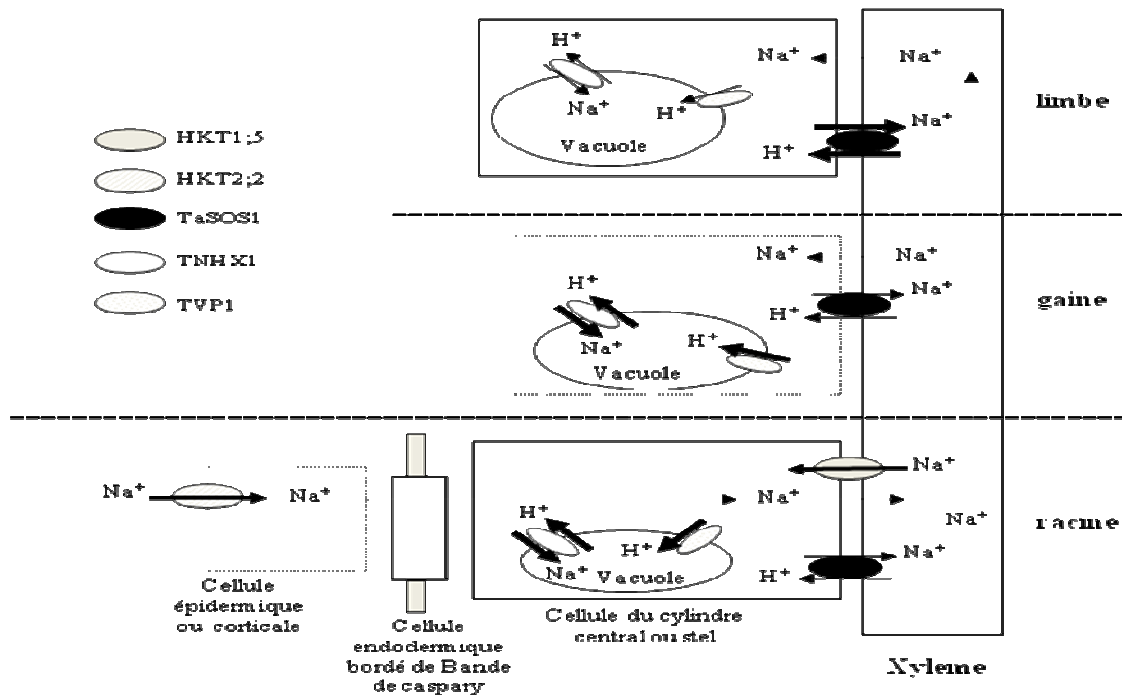 HKT1;5
HKT2;2
TaSOS1
TNHX1
TVP1
H⁺
Na⁺
H⁺
Vacuole
Na⁺
H⁺
Na⁺
Na⁺
limbe
H⁺
Na⁺
H⁺
Vacuole
Na⁺
H⁺
Na⁺
Na⁺
gaine
Na⁺
Na⁺
Cellule
épidermique
ou corticale
Cellule
endodermique
bordé de Bande
de caspary
H⁺
Na⁺
H⁺
Vacuole
Na⁺
H⁺
Cellule du cylindre
central ou stel
Na⁺
Na⁺
Na⁺
racine
Xyleme